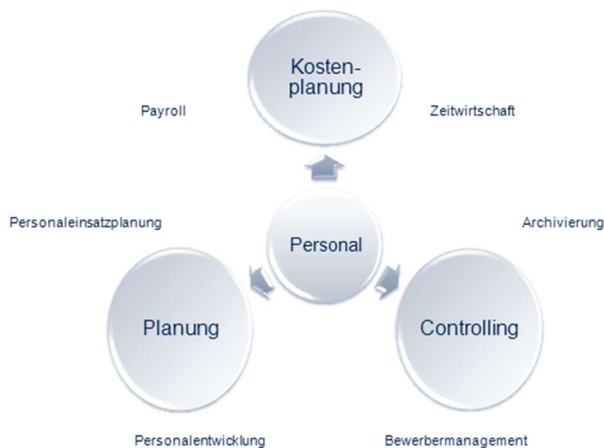 Kosten-
planung
Payroll
Zeitwirtschaft
Personaleinsatzplanung
Archivierung
Personal
Planung
Controlling
Personalentwicklung
Bewerbermanagement